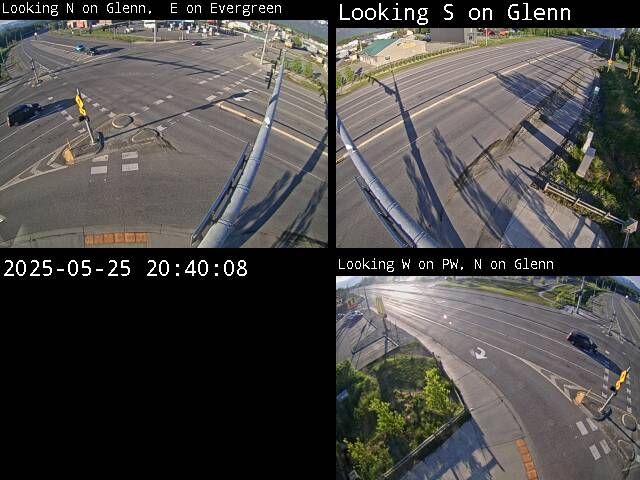 Looking N on Glenn,  E on Evergreen
Looking S on Glenn
2025-05-25 20:40:08
Looking W on PW, N on Glenn